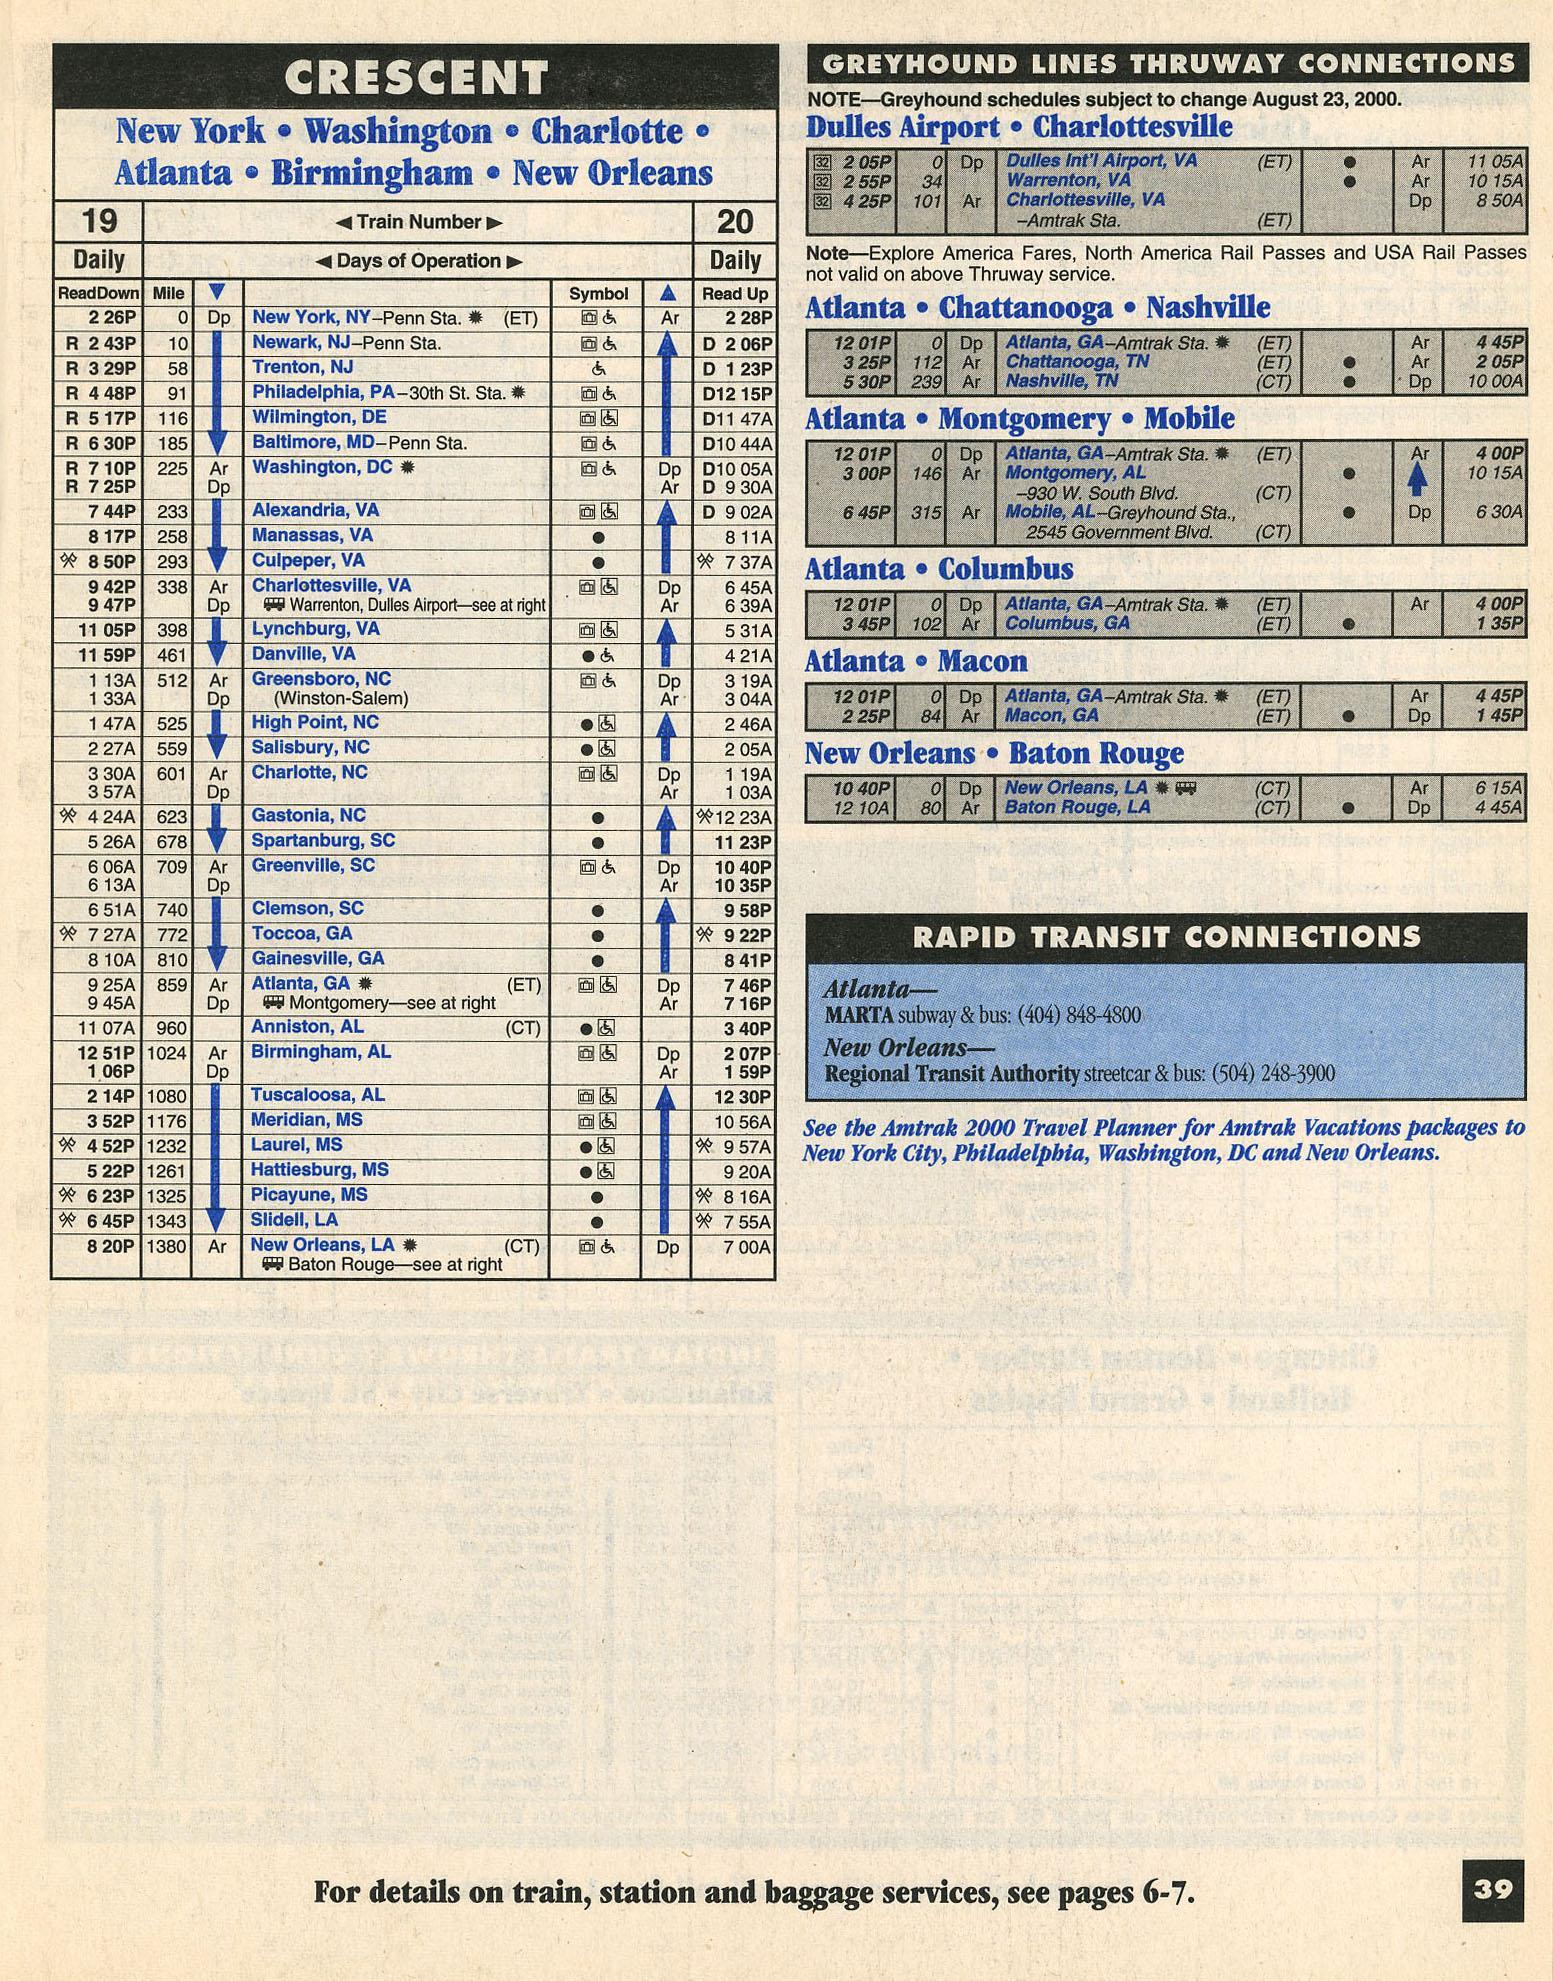 CRESCENT
New York • Washington • Charlotte •
Atlanta • Birmingham • New Orleans
19 ◄ Train Number ► 20
Daily ◄ Days of Operation ► Daily
ReadDown Mile ▼ Symbol ▲ Read Up
2 26P 0 Dp New York, NY–Penn Sta. ✹ (ET) Ar 2 28P
R 2 43P 10 Newark, NJ–Penn Sta. D 2 06P
R 3 29P 58 Trenton, NJ D 1 23P
R 4 48P 91 Philadelphia, PA–30th St. Sta. ✹ D12 15P
R 5 17P 116 Wilmington, DE D11 47A
R 6 30P 185 Baltimore, MD–Penn Sta. D10 44A
R 7 10P 225 Ar Washington, DC ✹ Dp D10 05A
R 7 25P Dp Ar D 9 30A
7 44P 233 Alexandria, VA D 9 02A
8 17P 258 Manassas, VA ● 8 11A
8 50P 293 Culpeper, VA ● 7 37A
9 42P 338 Ar Charlottesville, VA Dp 6 45A
9 47P Dp Warrenton, Dulles Airport—see at right Ar 6 39A
11 05P 398 Lynchburg, VA 5 31A
11 59P 461 Danville, VA ● 4 21A
1 13A 512 Ar Greensboro, NC Dp 3 19A
1 33A Dp (Winston-Salem) Ar 3 04A
1 47A 525 High Point, NC ● 2 46A
2 27A 559 Salisbury, NC ● 2 05A
3 30A 601 Ar Charlotte, NC Dp 1 19A
3 57A Dp Ar 1 03A
4 24A 623 Gastonia, NC ● 12 23A
5 26A 678 Spartanburg, SC ● 11 23P
6 06A 709 Ar Greenville, SC Dp 10 40P
6 13A Dp Ar 10 35P
6 51A 740 Clemson, SC ● 9 58P
7 27A 772 Toccoa, GA ● 9 22P
8 10A 810 Gainesville, GA ● 8 41P
9 25A 859 Ar Atlanta, GA ✹ (ET) Dp 7 46P
9 45A Dp Montgomery—see at right Ar 7 16P
11 07A 960 Anniston, AL (CT) ● 3 40P
12 51P 1024 Ar Birmingham, AL Dp 2 07P
1 06P Dp Ar 1 59P
2 14P 1080 Tuscaloosa, AL 12 30P
3 52P 1176 Meridian, MS 10 56A
4 52P 1232 Laurel, MS ● 9 57A
5 22P 1261 Hattiesburg, MS ● 9 20A
6 23P 1325 Picayune, MS ● 8 16A
6 45P 1343 Slidell, LA ● 7 55A
8 20P 1380 Ar New Orleans, LA ✹ (CT) Dp 7 00A
Baton Rouge—see at right
GREYHOUND LINES THRUWAY CONNECTIONS
NOTE—Greyhound schedules subject to change August 23, 2000.
Dulles Airport • Charlottesville
32 2 05P 0 Dp Dulles Int'l Airport, VA (ET) ● Ar 11 05A
32 2 55P 34 Warrenton, VA ● Ar 10 15A
32 4 25P 101 Ar Charlottesville, VA Dp 8 50A
–Amtrak Sta. (ET)
Note—Explore America Fares, North America Rail Passes and USA Rail Passes
not valid on above Thruway service.
Atlanta • Chattanooga • Nashville
12 01P 0 Dp Atlanta, GA–Amtrak Sta. ✹ (ET) Ar 4 45P
3 25P 112 Ar Chattanooga, TN (ET) ● Ar 2 05P
5 30P 239 Ar Nashville, TN (CT) ● Dp 10 00A
Atlanta • Montgomery • Mobile
12 01P 0 Dp Atlanta, GA–Amtrak Sta. ✹ (ET) Ar 4 00P
3 00P 146 Ar Montgomery, AL ● 10 15A
–930 W. South Blvd. (CT)
6 45P 315 Ar Mobile, AL–Greyhound Sta., ● Dp 6 30A
2545 Government Blvd. (CT)
Atlanta • Columbus
12 01P 0 Dp Atlanta, GA–Amtrak Sta. ✹ (ET) Ar 4 00P
3 45P 102 Ar Columbus, GA (ET) ● 1 35P
Atlanta • Macon
12 01P 0 Dp Atlanta, GA–Amtrak Sta. ✹ (ET) Ar 4 45P
2 25P 84 Ar Macon, GA (ET) ● Dp 1 45P
New Orleans • Baton Rouge
10 40P 0 Dp New Orleans, LA ✹ (CT) Ar 6 15A
12 10A 80 Ar Baton Rouge, LA (CT) ● Dp 4 45A
RAPID TRANSIT CONNECTIONS
Atlanta—
MARTA subway & bus: (404) 848-4800
New Orleans—
Regional Transit Authority streetcar & bus: (504) 248-3900
See the Amtrak 2000 Travel Planner for Amtrak Vacations packages to
New York City, Philadelphia, Washington, DC and New Orleans.
For details on train, station and baggage services, see pages 6-7.
39